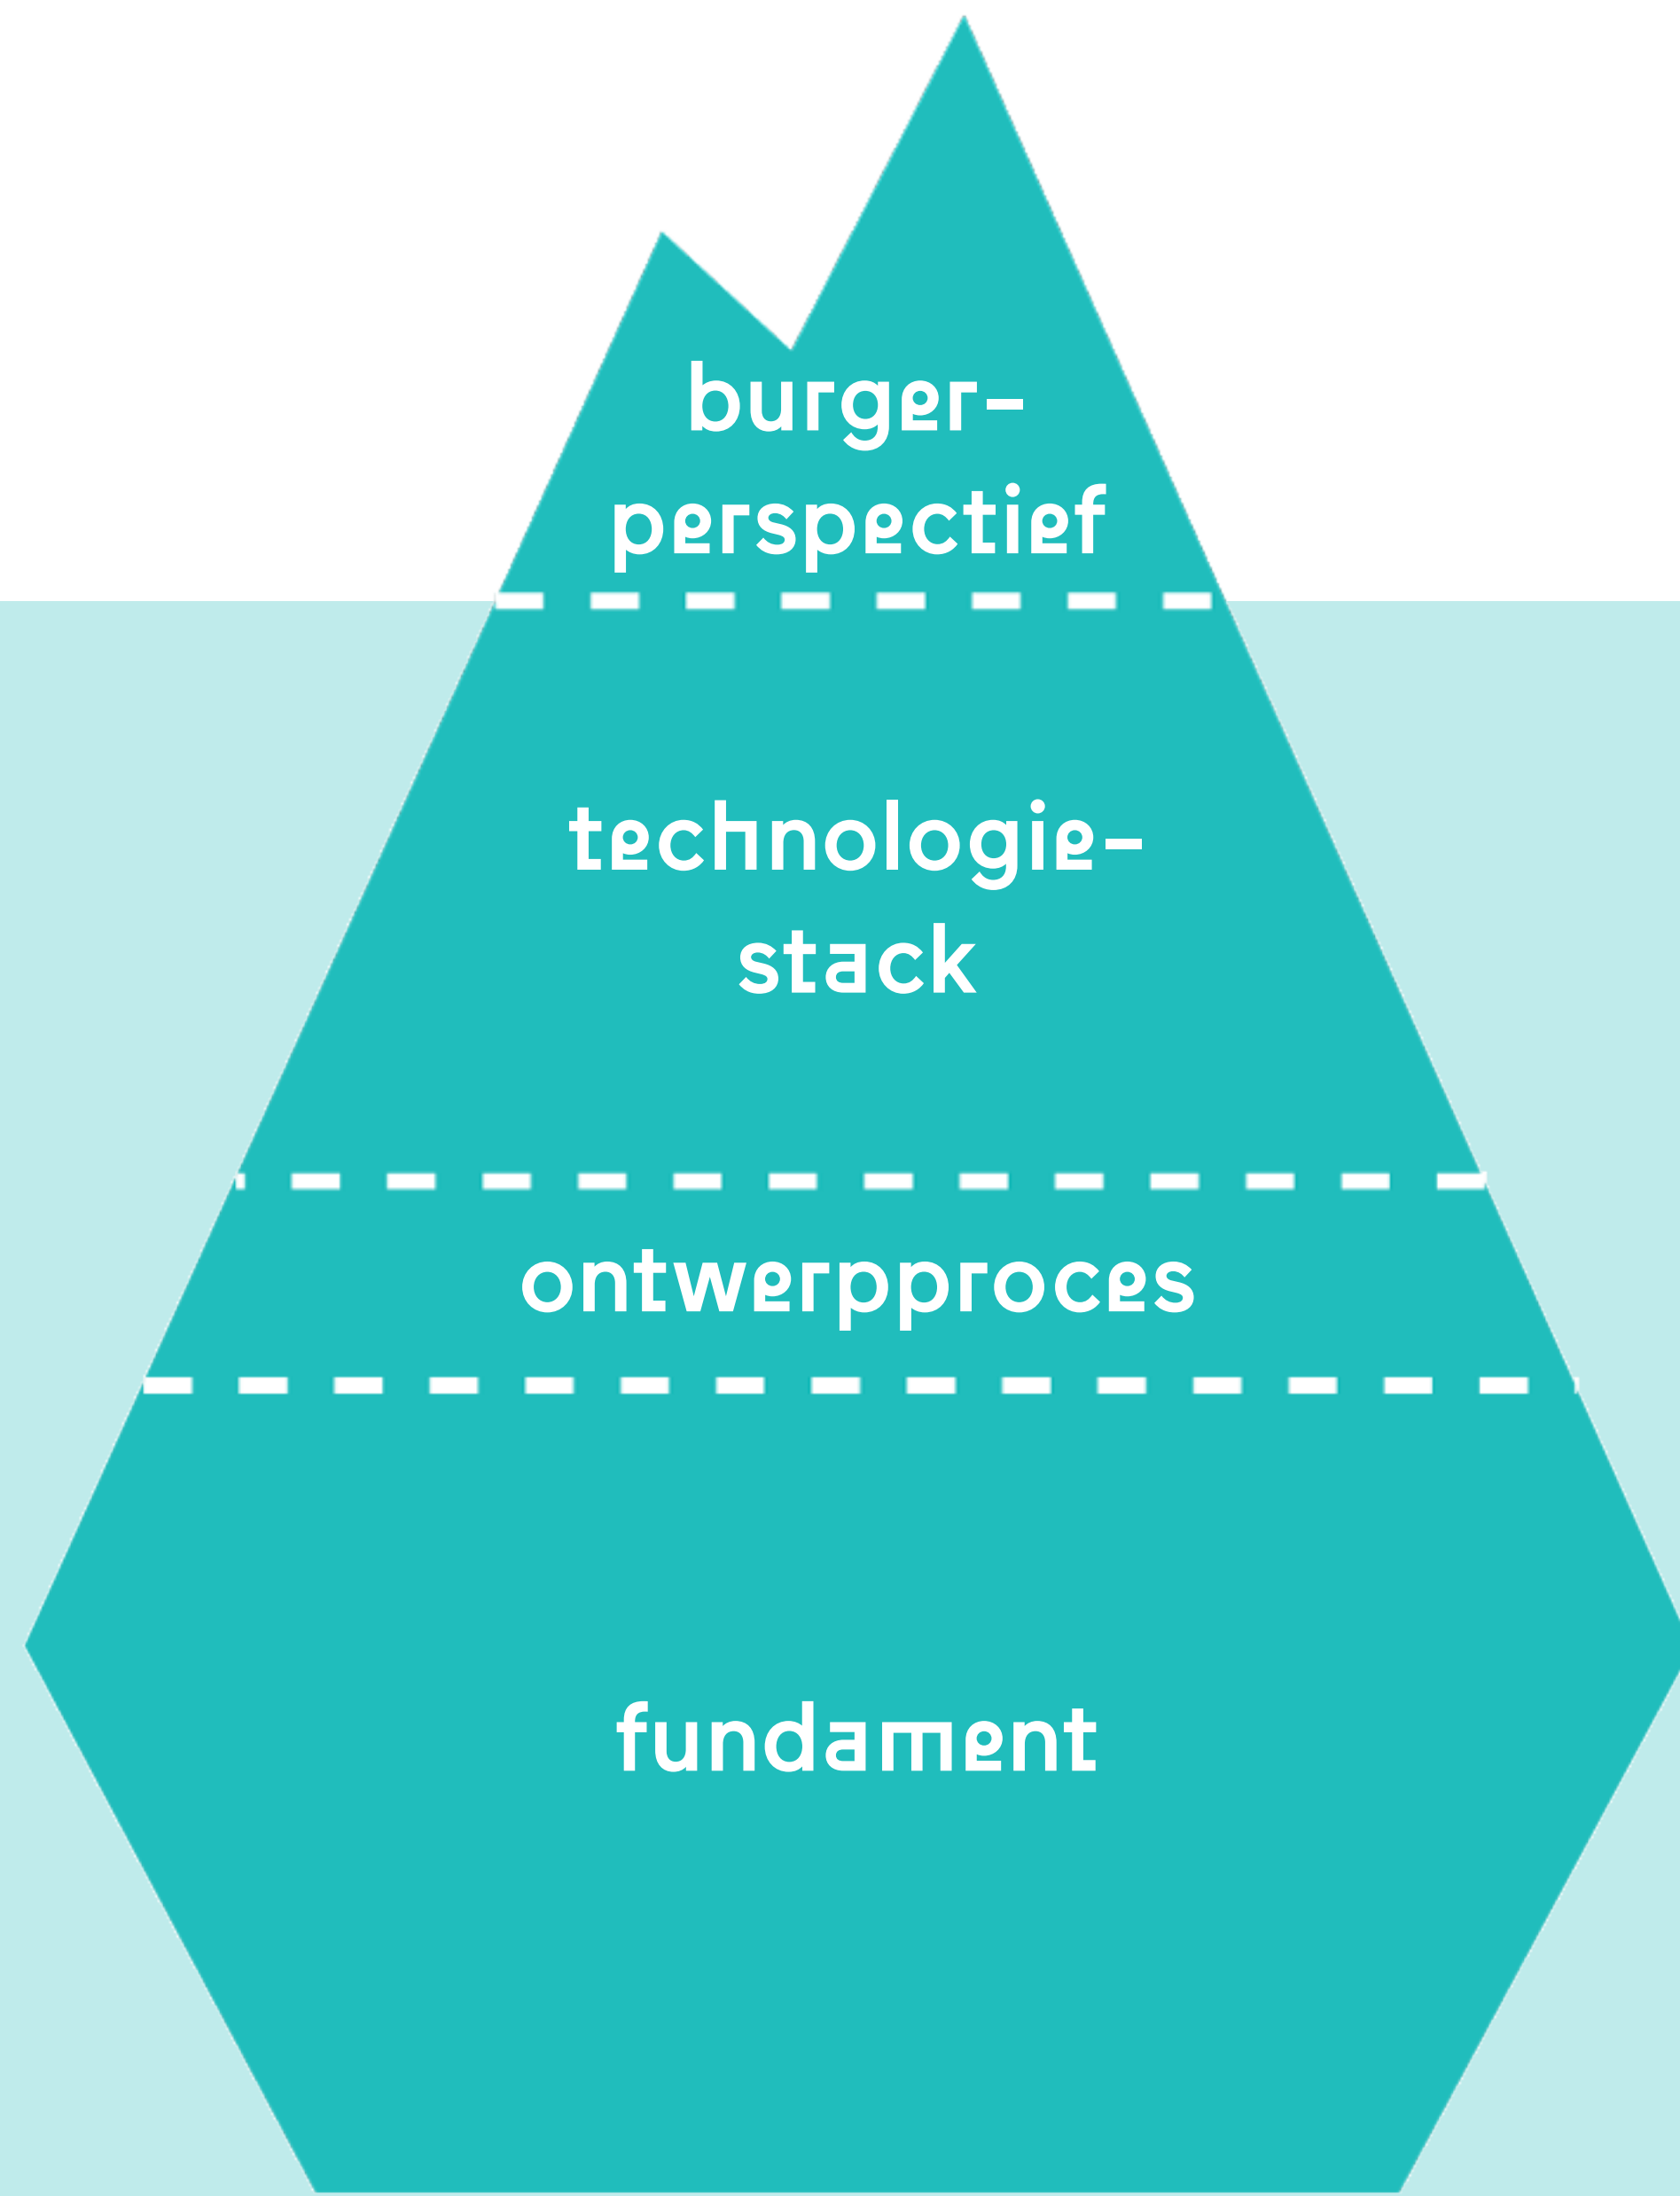 burger-
perspectief
technologie-
stack
ontwerpproces
fundament